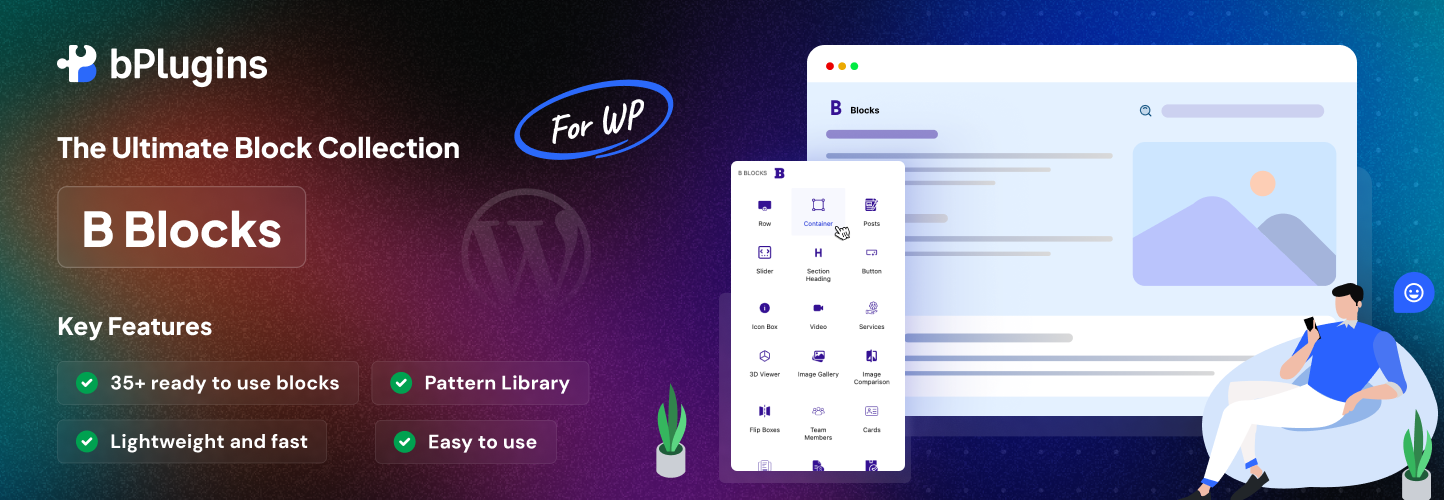 bPlugins
The Ultimate Block Collection
For WP
B Blocks
Key Features
35+ ready to use blocks
Pattern Library
Lightweight and fast
Easy to use
B Blocks
B BLOCKS B
Row
Container
Posts
Slider
Section
Heading
Button
Icon Box
Video
Services
3D Viewer
Image Gallery
Image
Comparison
Flip Boxes
Team
Members
Cards